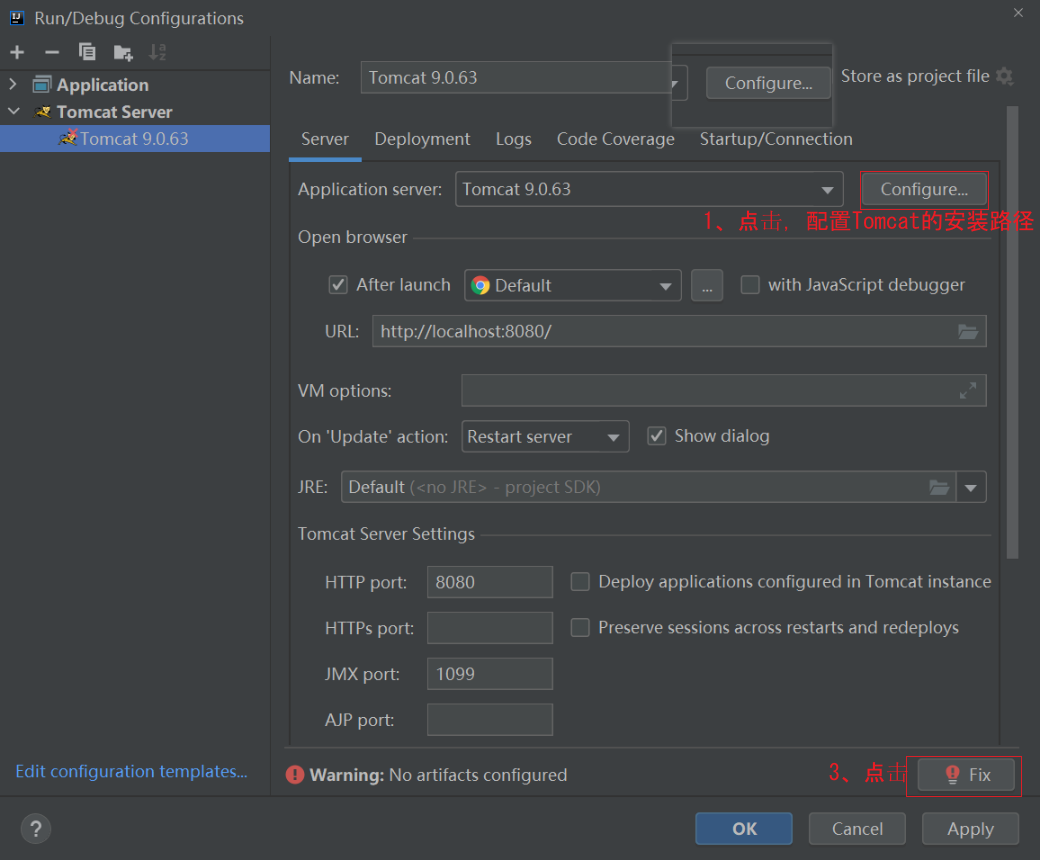 Run/Debug Configurations
Application
Tomcat Server
Tomcat 9.0.63
Edit configuration templates...
Name: Tomcat 9.0.63 Configure... Store as project file
Server Deployment Logs Code Coverage Startup/Connection
Application server: Tomcat 9.0.63 Configure...
1、点击，配置Tomcat的安装路径
Open browser
After launch Default ... with JavaScript debugger
URL: http://localhost:8080/
VM options:
On 'Update' action: Restart server Show dialog
JRE: Default (<no JRE> - project SDK)
Tomcat Server Settings
HTTP port: 8080 Deploy applications configured in Tomcat instance
HTTPs port: Preserve sessions across restarts and redeploys
JMX port: 1099
AJP port:
Warning: No artifacts configured 3、点击 Fix
? OK Cancel Apply